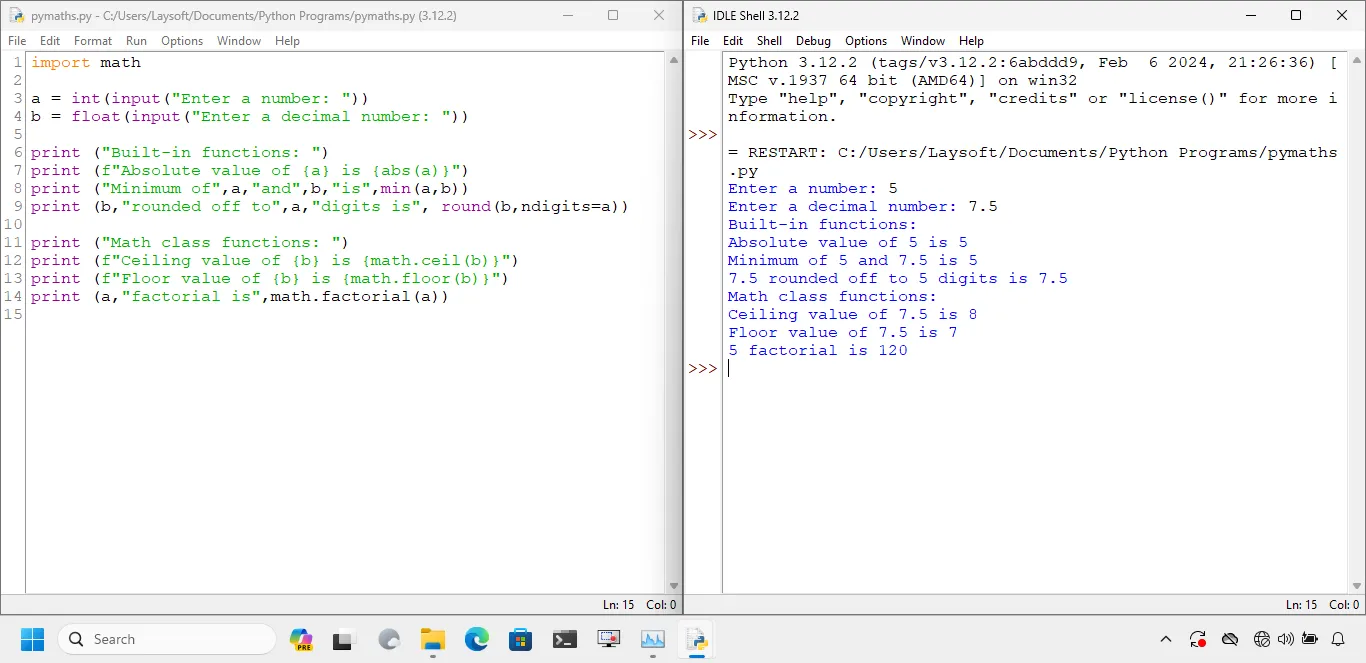 pymaths.py - C:/Users/Laysoft/Documents/Python Programs/pymaths.py (3.12.2)
File Edit Format Run Options Window Help
1 import math
2
3 a = int(input("Enter a number: "))
4 b = float(input("Enter a decimal number: "))
5
6 print ("Built-in functions: ")
7 print (f"Absolute value of {a} is {abs(a)}")
8 print ("Minimum of",a,"and",b,"is",min(a,b))
9 print (b,"rounded off to",a,"digits is", round(b,ndigits=a))
10
11 print ("Math class functions: ")
12 print (f"Ceiling value of {b} is {math.ceil(b)}")
13 print (f"Floor value of {b} is {math.floor(b)}")
14 print (a,"factorial is",math.factorial(a))
15
Ln: 15 Col: 0
IDLE Shell 3.12.2
File Edit Shell Debug Options Window Help
Python 3.12.2 (tags/v3.12.2:6abddd9, Feb  6 2024, 21:26:36) [
MSC v.1937 64 bit (AMD64)] on win32
Type "help", "copyright", "credits" or "license()" for more i
nformation.
>>>
= RESTART: C:/Users/Laysoft/Documents/Python Programs/pymaths
.py
Enter a number: 5
Enter a decimal number: 7.5
Built-in functions:
Absolute value of 5 is 5
Minimum of 5 and 7.5 is 5
7.5 rounded off to 5 digits is 7.5
Math class functions:
Ceiling value of 7.5 is 8
Floor value of 7.5 is 7
5 factorial is 120
>>>
Ln: 15 Col: 0
Search
PRE